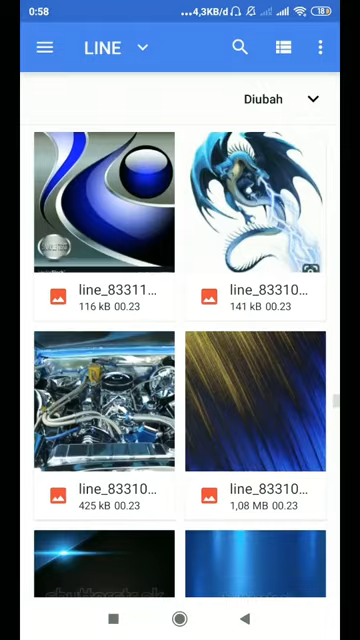 0:58
...4,3KB/d
18
LINE
Diubah
line_83311...
116 kB 00.23
line_83310...
141 kB 00.23
line_83310...
425 kB 00.23
line_83310...
1,08 MB 00.23